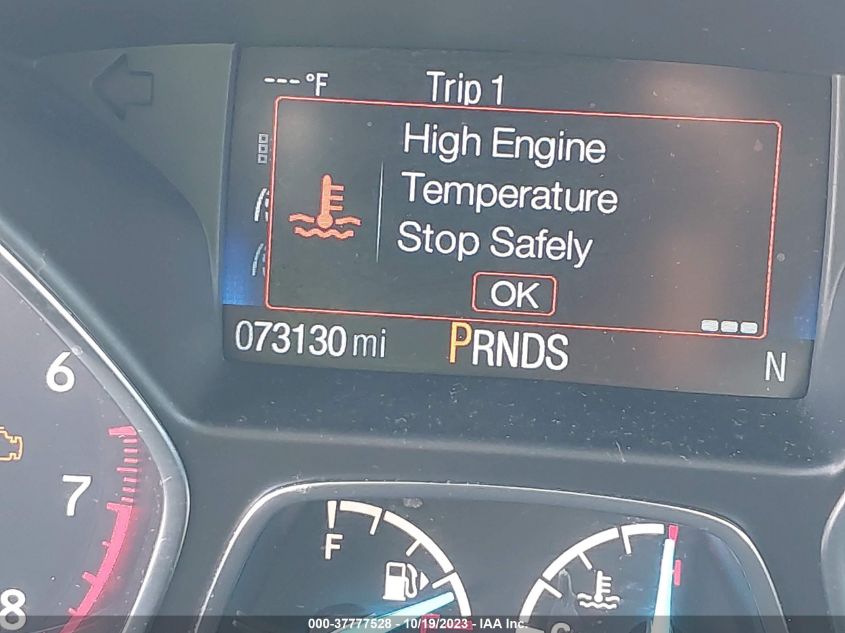 ---°F Trip 1
High Engine
Temperature
Stop Safely
OK
073130 mi PRNDS N
6
7
8
F
C
000-37777528 - 10/19/2023 - IAA Inc.